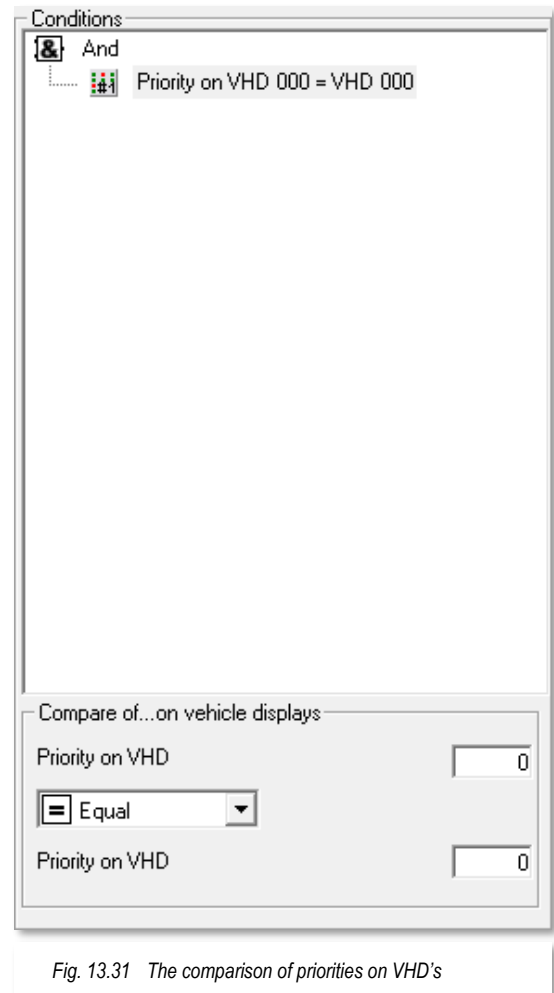 Conditions
& And
#1 Priority on VHD 000 = VHD 000
Compare of...on vehicle displays
Priority on VHD 0
= Equal
Priority on VHD 0
Fig. 13.31 The comparison of priorities on VHD's